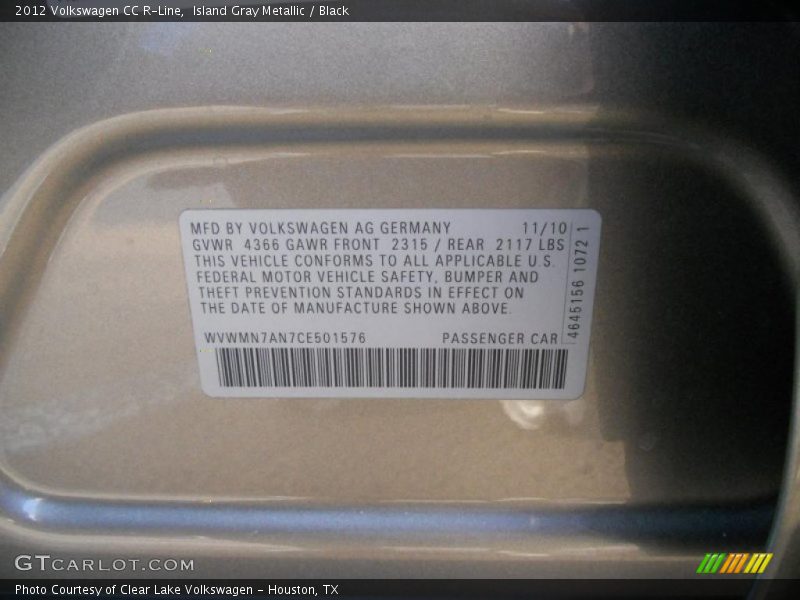 2012 Volkswagen CC R-Line,  Island Gray Metallic / Black
MFD BY VOLKSWAGEN AG GERMANY 11/10
GVWR 4366 GAWR FRONT 2315 / REAR 2117 LBS
THIS VEHICLE CONFORMS TO ALL APPLICABLE U.S.
FEDERAL MOTOR VEHICLE SAFETY, BUMPER AND
THEFT PREVENTION STANDARDS IN EFFECT ON
THE DATE OF MANUFACTURE SHOWN ABOVE.
WVWMN7AN7CE501576 PASSENGER CAR
4645156 1072 1
GTCARLOT.COM
Photo Courtesy of Clear Lake Volkswagen - Houston, TX